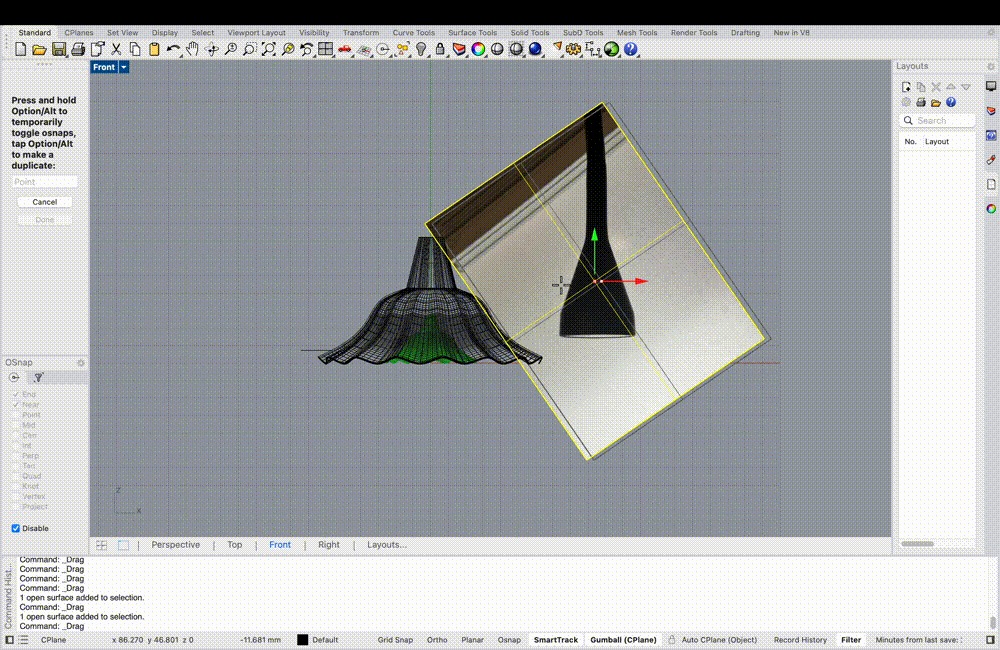 Standard CPlanes Set View Display Select Viewport Layout Visibility Transform Curve Tools Surface Tools Solid Tools SubD Tools Mesh Tools Render Tools Drafting New in V8
Front
Press and hold
Option/Alt to
temporarily
toggle osnaps,
tap Option/Alt
to make a
duplicate:
Point
Cancel
Done
OSnap
End
Near
Point
Mid
Cen
Int
Perp
Tan
Quad
Knot
Vertex
Project
Disable
z
x
Layouts
Search
No. Layout
Perspective | Top | Front | Right | Layouts...
Command Hist...
Command: _Drag
Command: _Drag
Command: _Drag
Command: _Drag
1 open surface added to selection.
Command: _Drag
1 open surface added to selection.
Command: _Drag
CPlane x 86.270 y 46.801 z 0 -11.681 mm Default Grid Snap Ortho Planar Osnap SmartTrack Gumball (CPlane) Auto CPlane (Object) Record History Filter Minutes from last save: